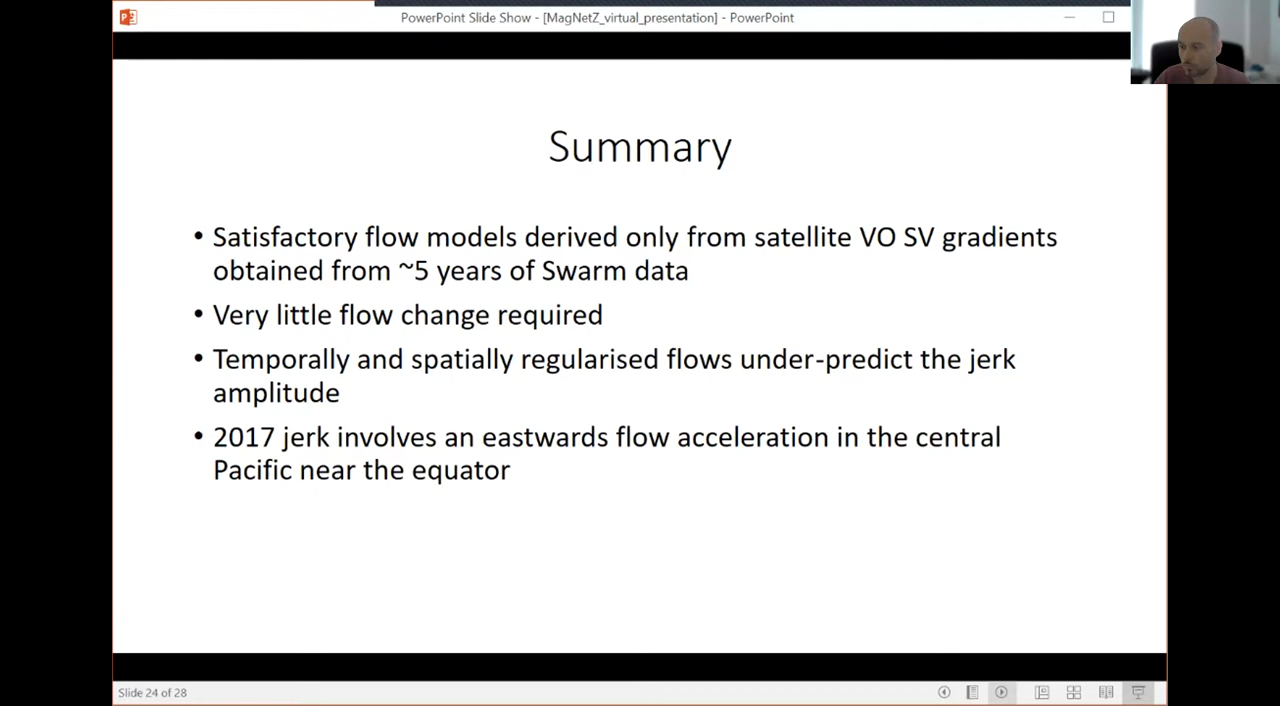 PowerPoint Slide Show - [MagNetZ_virtual_presentation] - PowerPoint
Summary
• Satisfactory flow models derived only from satellite VO SV gradients
obtained from ~5 years of Swarm data
• Very little flow change required
• Temporally and spatially regularised flows under-predict the jerk
amplitude
• 2017 jerk involves an eastwards flow acceleration in the central
Pacific near the equator
Slide 24 of 28